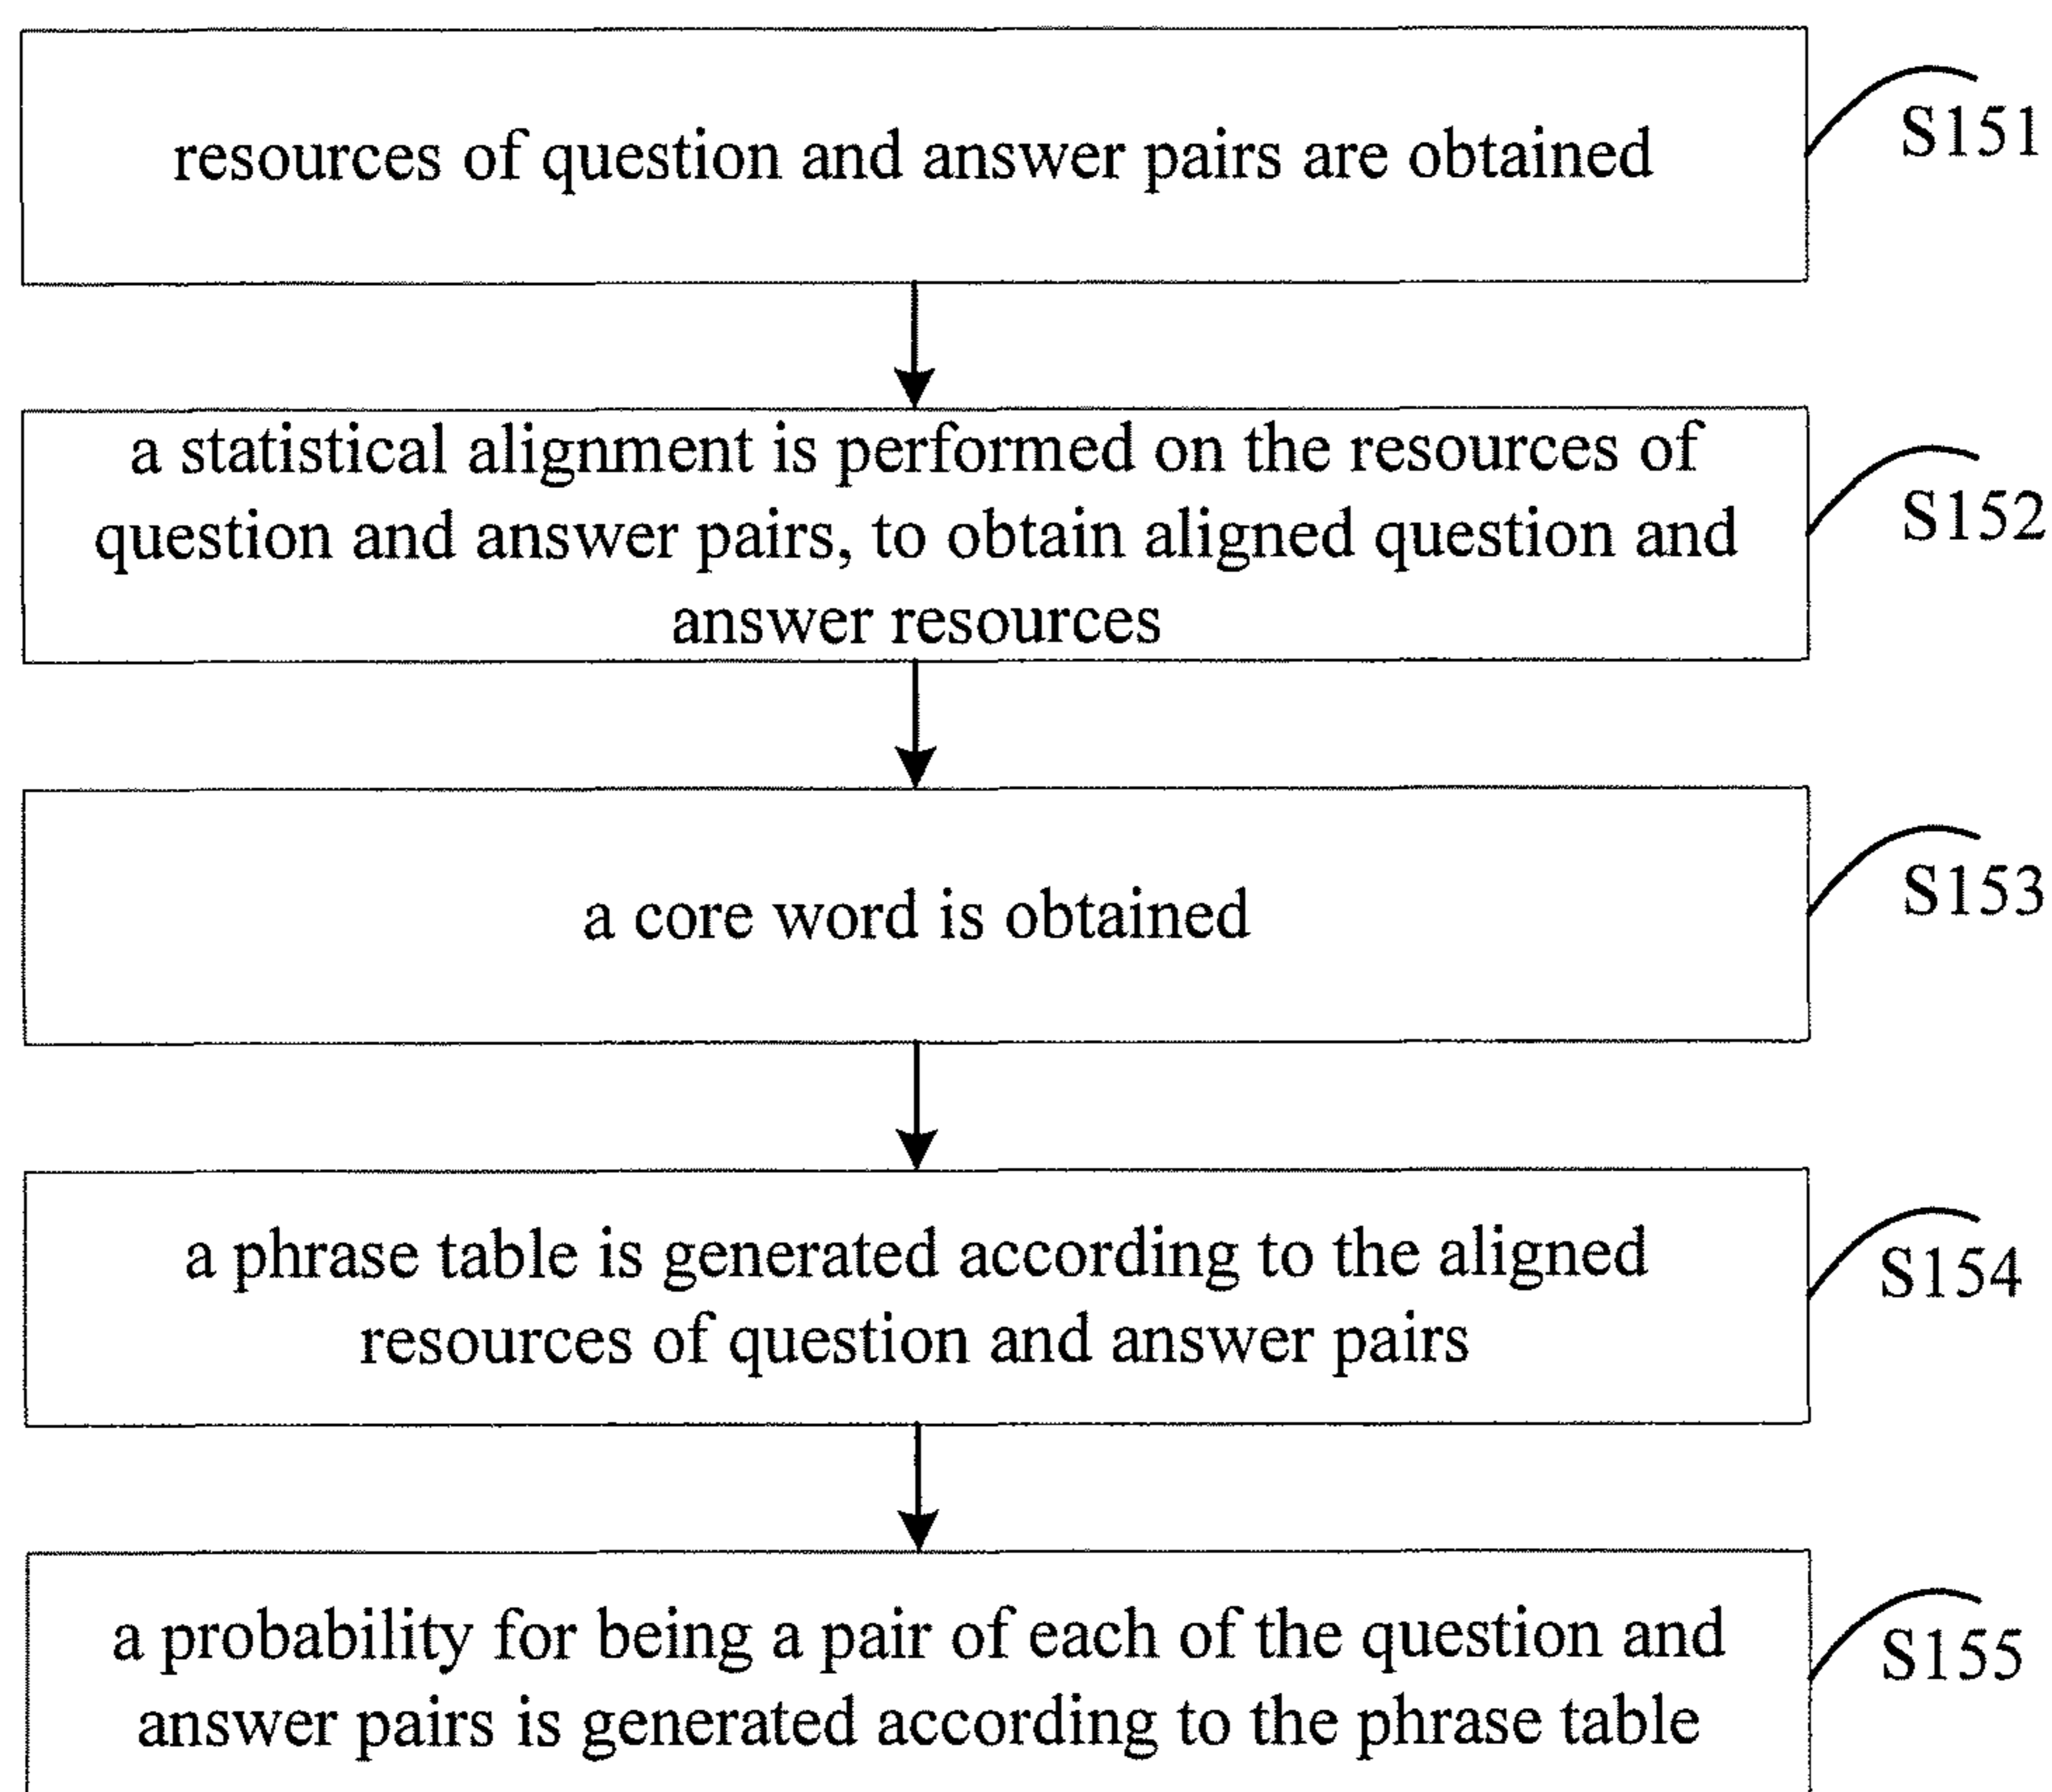 resources of question and answer pairs are obtained
S151
a statistical alignment is performed on the resources of
question and answer pairs, to obtain aligned question and
answer resources
S152
a core word is obtained
S153
a phrase table is generated according to the aligned
resources of question and answer pairs
S154
a probability for being a pair of each of the question and
answer pairs is generated according to the phrase table
S155